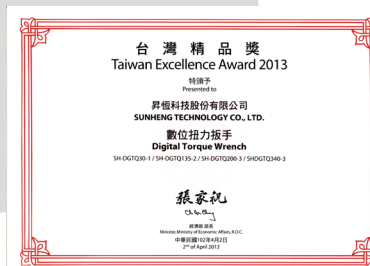 台灣精品獎
Taiwan Excellence Award 2013
特頒予
Presented to
昇恆科技股份有限公司
SUNHENG TECHNOLOGY CO., LTD.
數位扭力扳手
Digital Torque Wrench
SH-DGTQ30-1 / SH-DGTQ135-2 / SH-DGTQ200-3 / SHDGTQ340-3
張家祝
經濟部 部長
Minister, Ministry of Economic Affairs, R.O.C.
中華民國102年4月2日
2nd of April 2013